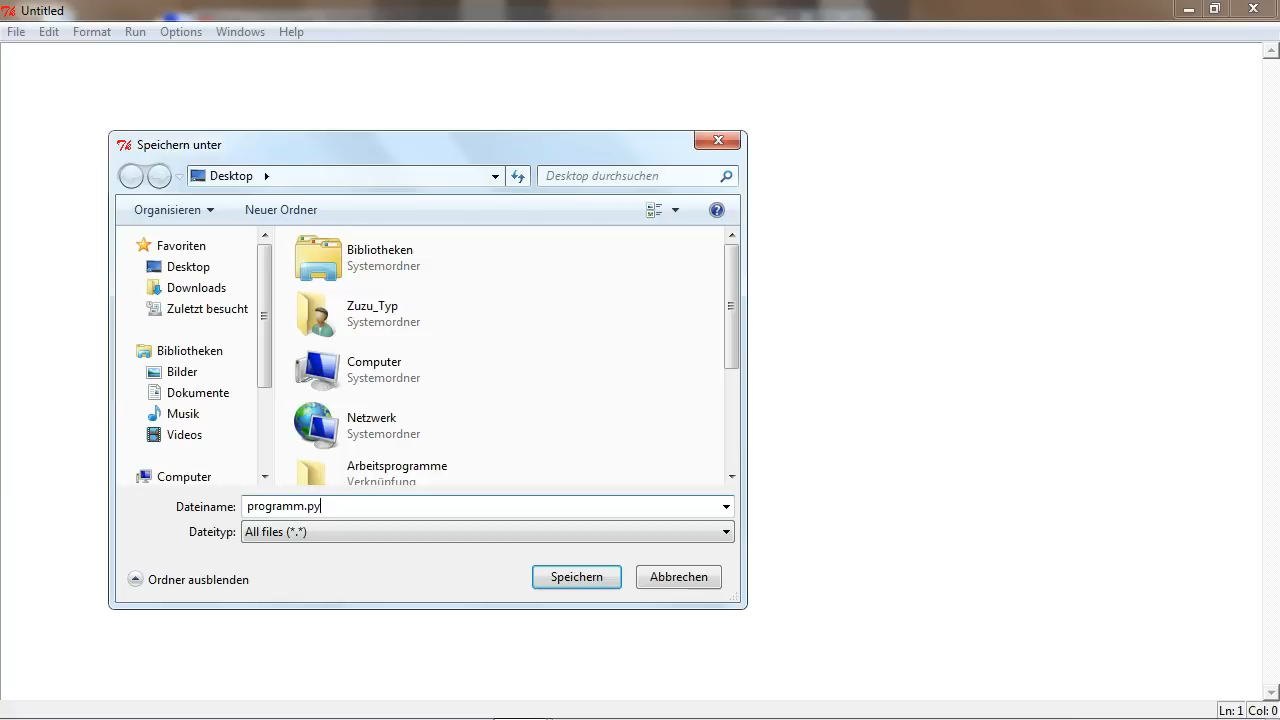 Untitled
File Edit Format Run Options Windows Help
Speichern unter
Desktop
Desktop durchsuchen
Organisieren Neuer Ordner
Favoriten
Desktop
Downloads
Zuletzt besucht
Bibliotheken
Bilder
Dokumente
Musik
Videos
Computer
Bibliotheken
Systemordner
Zuzu_Typ
Systemordner
Computer
Systemordner
Netzwerk
Systemordner
Arbeitsprogramme
Verknüpfung
Dateiname: programm.py
Dateityp: All files (*.*)
Ordner ausblenden
Speichern Abbrechen
Ln: 1 Col: 0